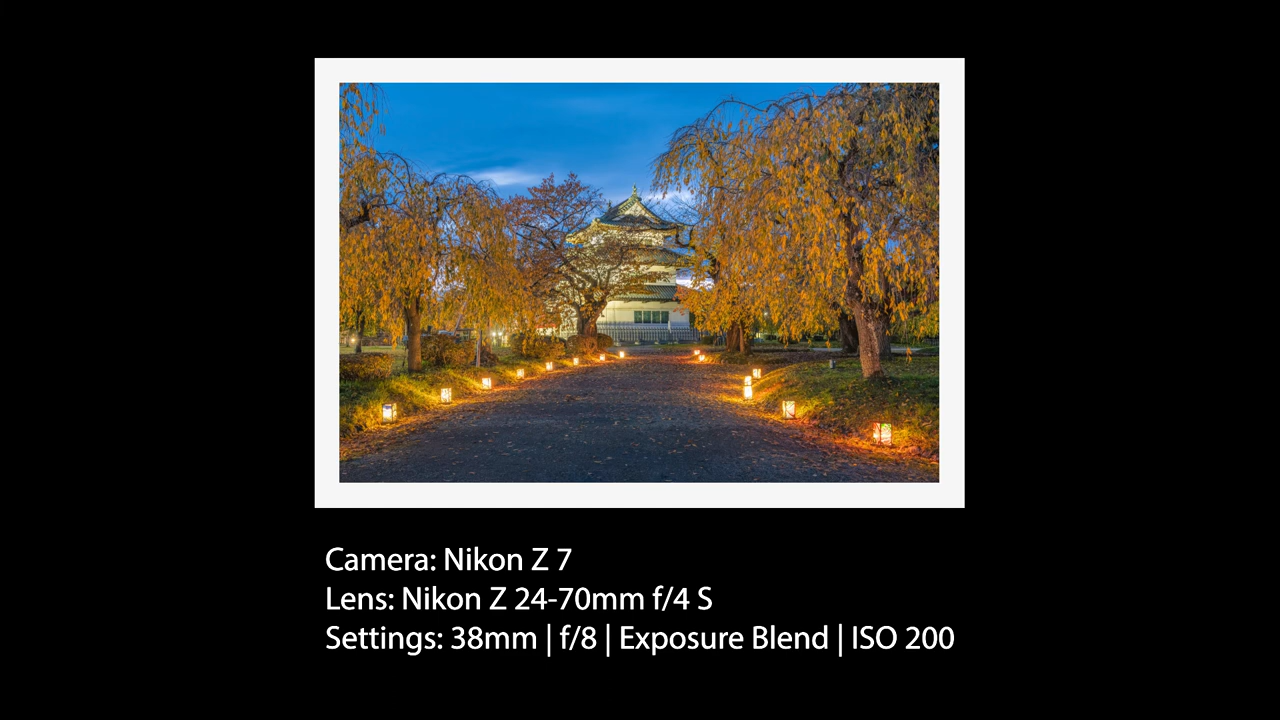 Camera: Nikon Z 7
Lens: Nikon Z 24-70mm f/4 S
Settings: 38mm | f/8 | Exposure Blend | ISO 200